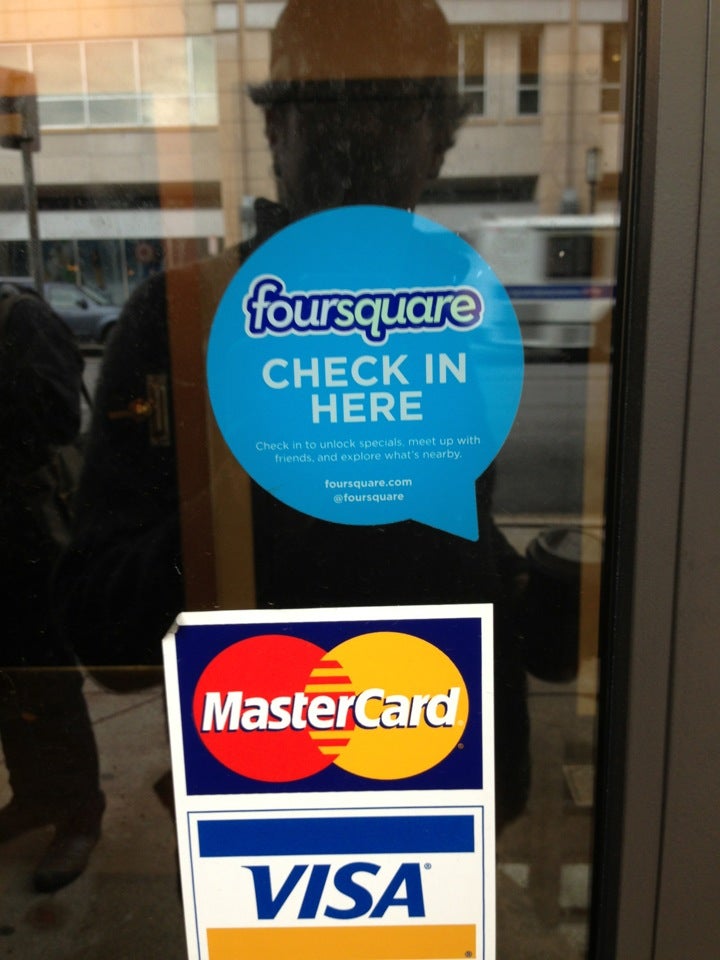 foursquare
CHECK IN
HERE
Check in to unlock specials, meet up with
friends, and explore what's nearby.
foursquare.com
@foursquare
MasterCard
VISA